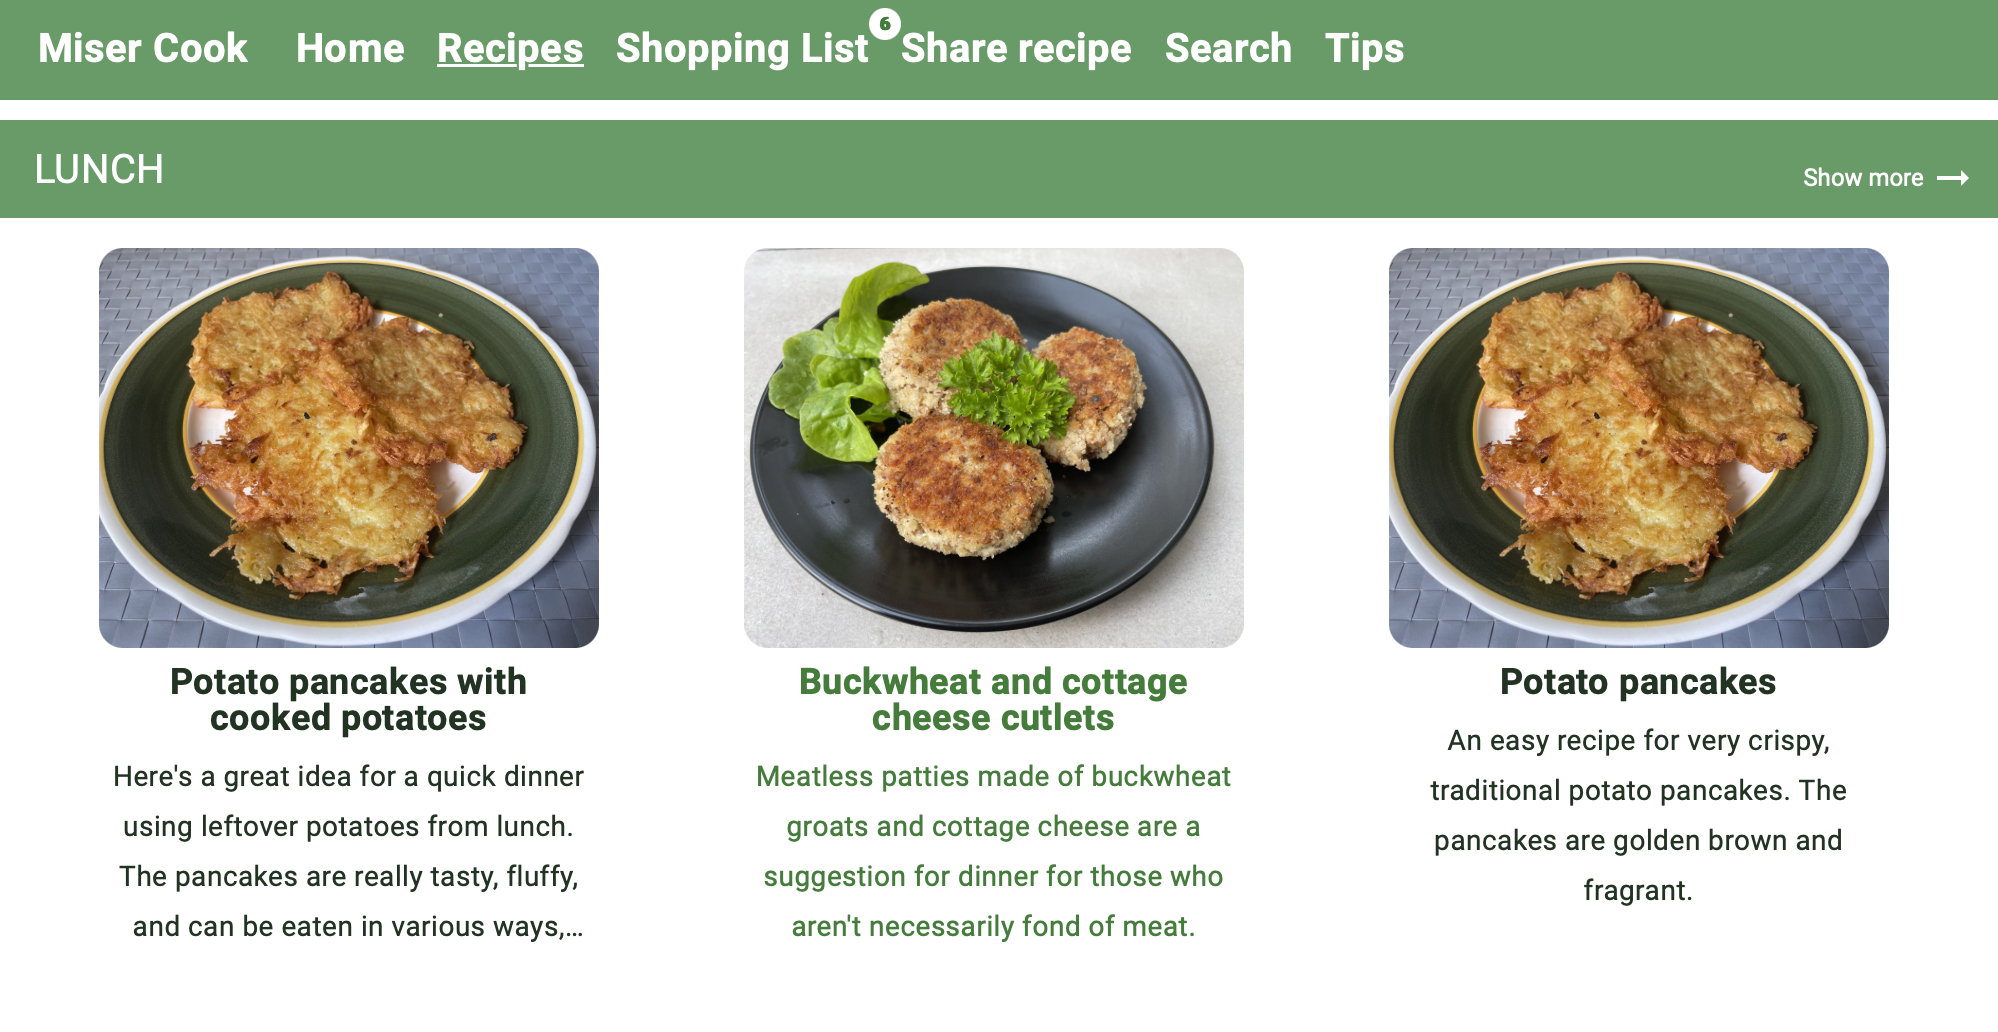 Miser Cook Home Recipes Shopping List 6 Share recipe Search Tips
LUNCH
Show more
Potato pancakes with
cooked potatoes
Here's a great idea for a quick dinner
using leftover potatoes from lunch.
The pancakes are really tasty, fluffy,
and can be eaten in various ways,...
Buckwheat and cottage
cheese cutlets
Meatless patties made of buckwheat
groats and cottage cheese are a
suggestion for dinner for those who
aren't necessarily fond of meat.
Potato pancakes
An easy recipe for very crispy,
traditional potato pancakes. The
pancakes are golden brown and
fragrant.